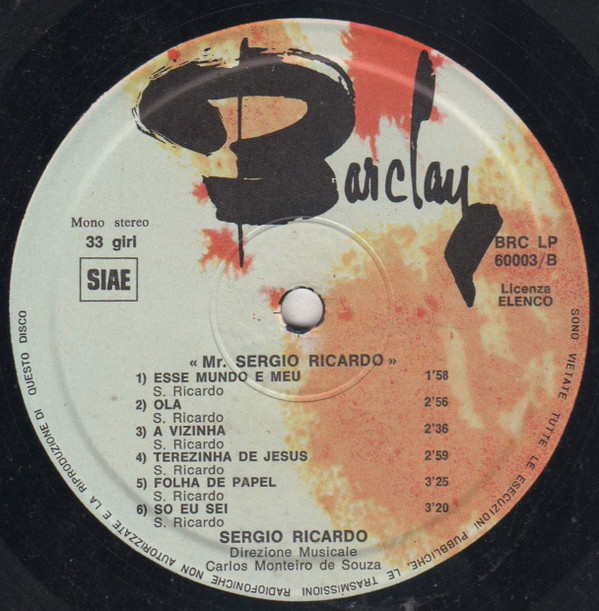 Barclay
Mono stereo
33 giri
SIAE
BRC LP
60003/B
Licenza
ELENCO
« Mr. SERGIO RICARDO »
1) ESSE MUNDO E MEU 1'58
S. Ricardo
2) OLA 2'56
S. Ricardo
3) A VIZINHA 2'36
S. Ricardo
4) TEREZINHA DE JESUS 2'59
S. Ricardo
5) FOLHA DE PAPEL 3'25
S. Ricardo
6) SO EU SEI 3'20
S. Ricardo
SERGIO RICARDO
Direzione Musicale
Carlos Monteiro de Souza
SONO VIETATE TUTTE LE ESECUZIONI PUBBLICHE, LE TRASMISSIONI RADIOFONICHE NON AUTORIZZATE E LA RIPRODUZIONE DI QUESTO DISCO